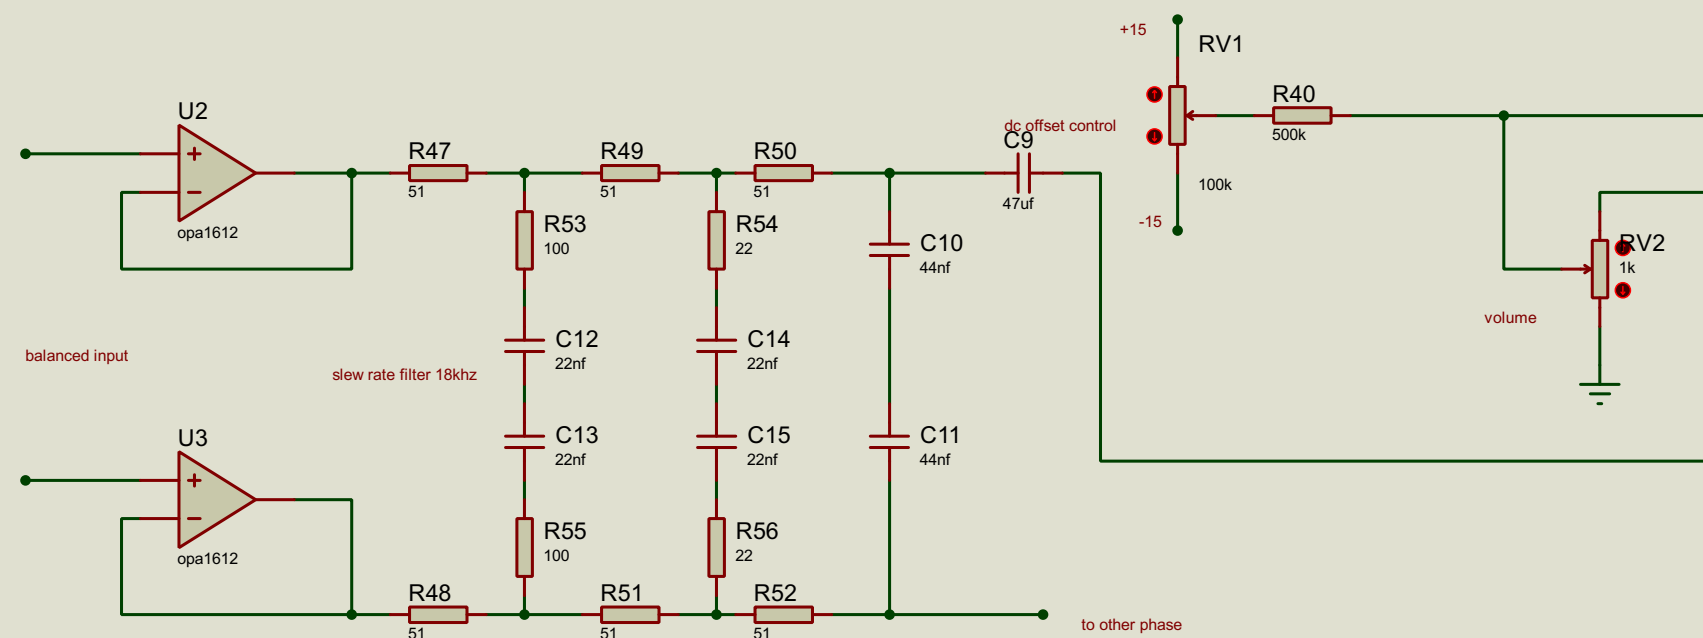 +15
RV1
100k
-15
R40
500k
dc offset control
C9
47uf
U2
+
−
opa1612
R47
51
R49
51
R50
51
R53
100
R54
22
C10
44nf
RV2
1k
volume
C12
22nf
C14
22nf
balanced input
slew rate filter 18khz
U3
+
−
opa1612
C13
22nf
C15
22nf
C11
44nf
R55
100
R56
22
R48
51
R51
51
R52
51
to other phase